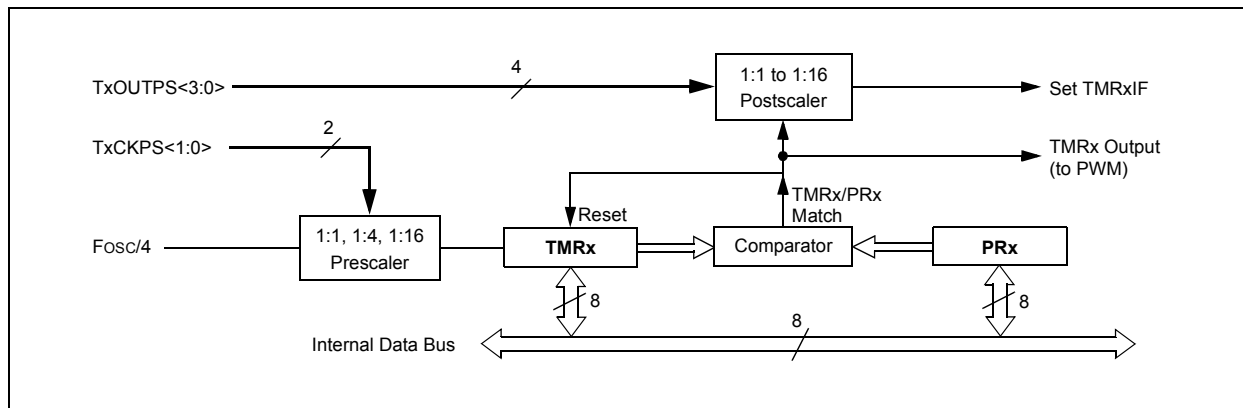 TxOUTPS<3:0>
4
1:1 to 1:16
Postscaler
Set TMRxIF
TxCKPS<1:0>
2
TMRx Output
(to PWM)
TMRx/PRx
Match
Reset
FOSC/4
1:1, 1:4, 1:16
Prescaler
TMRx
Comparator
PRx
8
8
8
Internal Data Bus